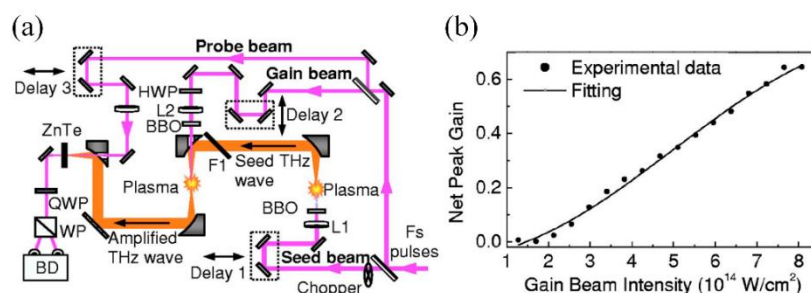 (a)
Probe beam
Gain beam
Delay 3
HWP
L2
BBO
Delay 2
ZnTe
F1
Seed THz wave
Plasma
Plasma
QWP
WP
BD
Amplified THz wave
BBO
L1
Delay 1
Seed beam
Chopper
Fs pulses
(b)
Experimental data
Fitting
Net Peak Gain
0.6
0.4
0.2
0.0
1 2 3 4 5 6 7 8
Gain Beam Intensity (10¹⁴ W/cm²)